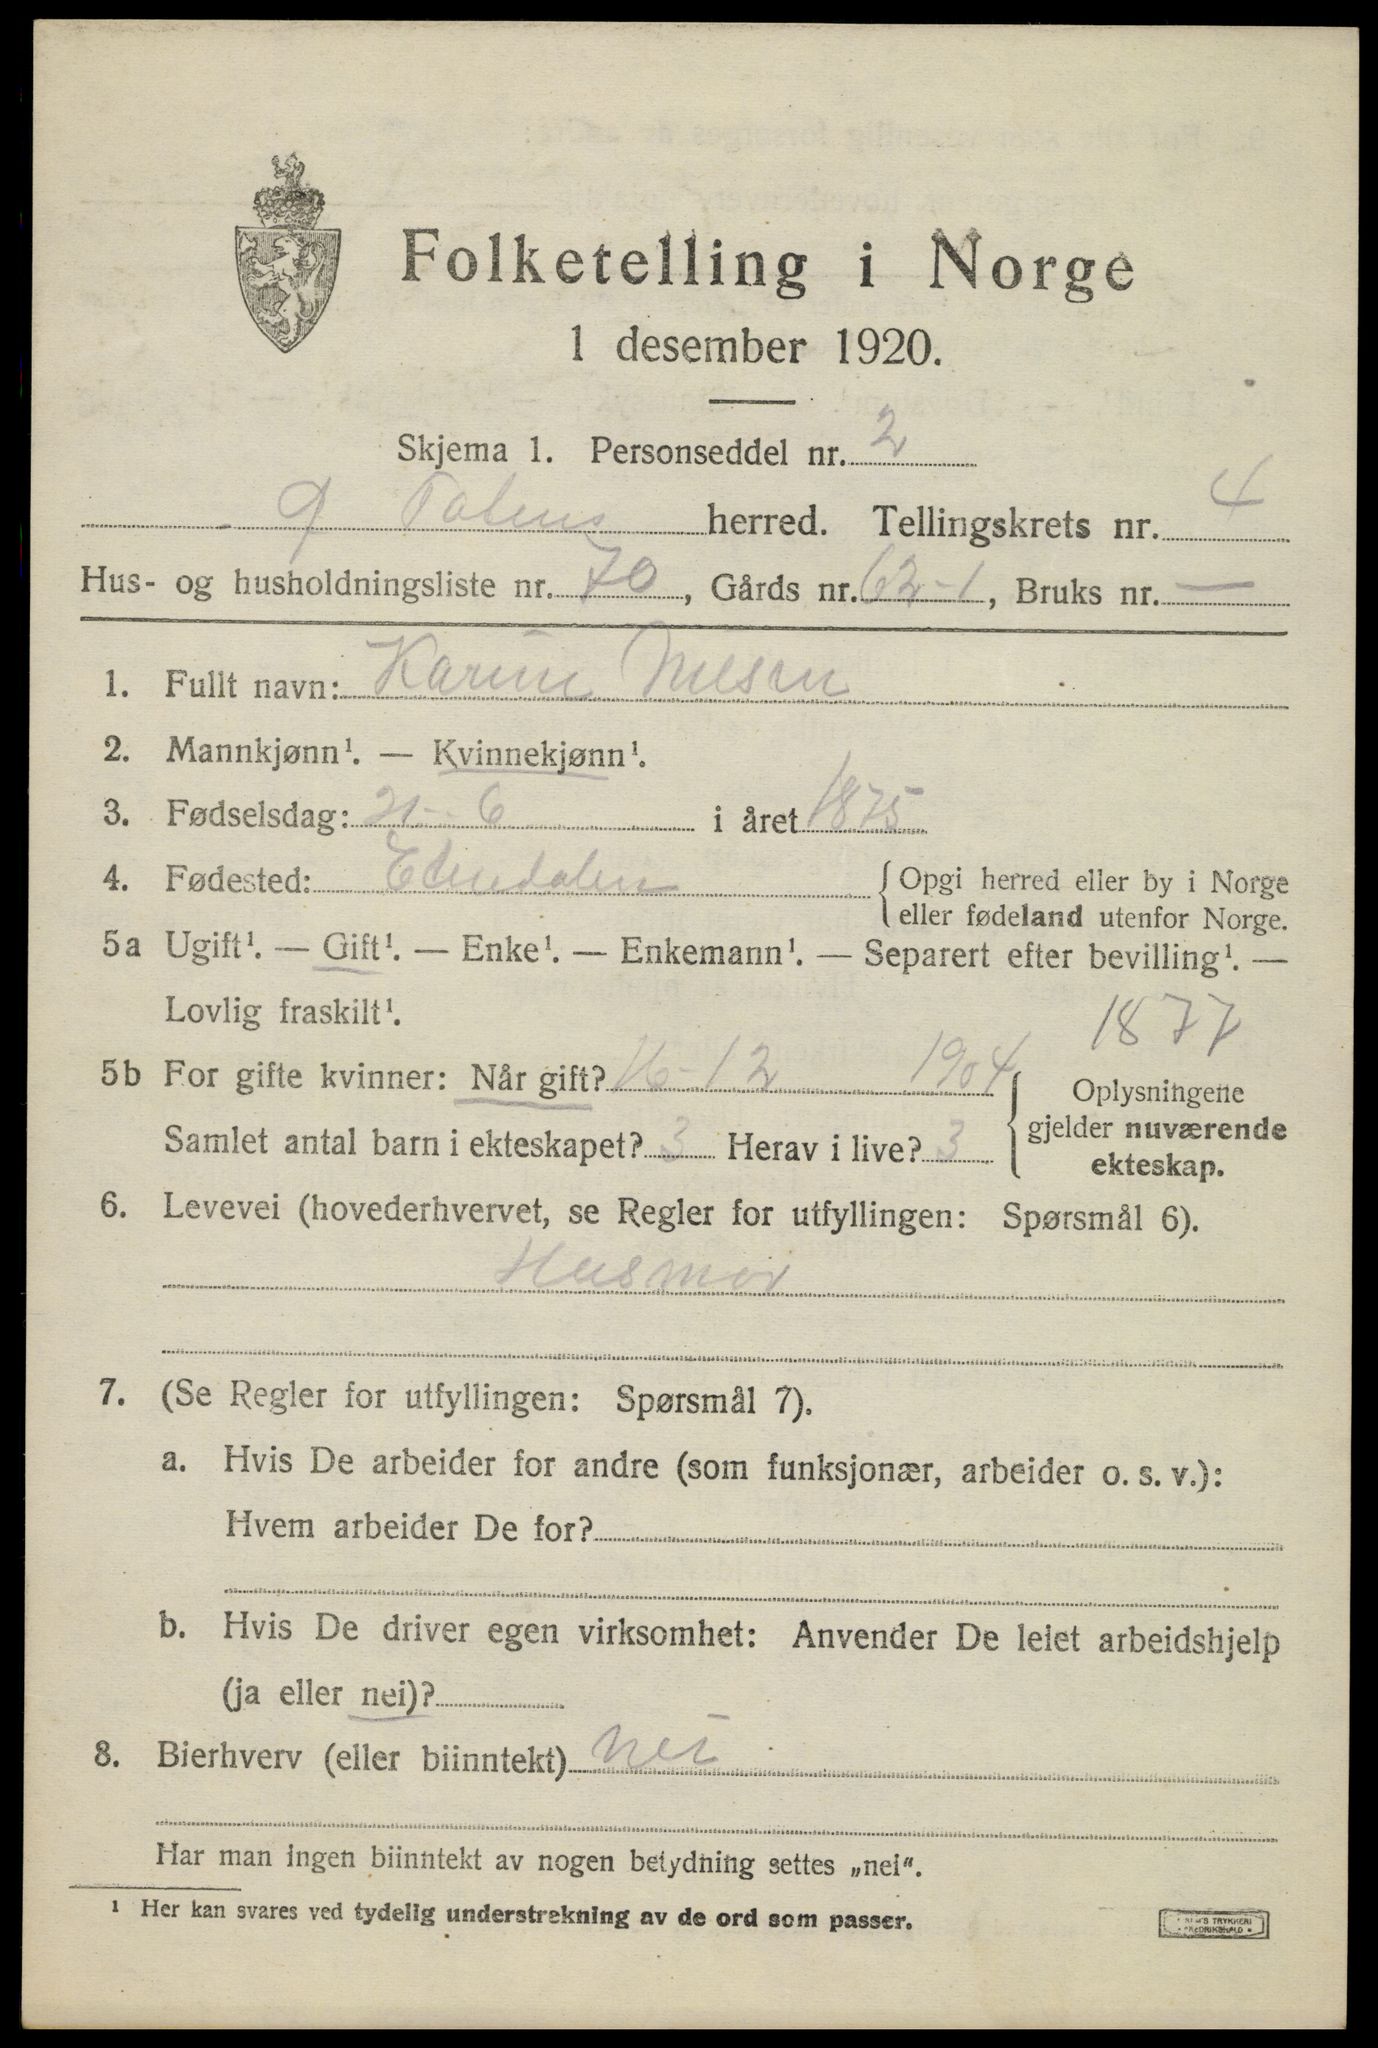 Folketelling i Norge
1 desember 1920.
Skjema 1. Personseddel nr. 2
Ø Totens herred. Tellingskrets nr. 4
Hus- og husholdningsliste nr. 70, Gårds nr. 62-1, Bruks nr. —
1. Fullt navn: Karin Nilsen
2. Mannkjønn¹. — Kvinnekjønn¹.
3. Fødselsdag: 21-6 i året 1875
4. Fødested: Etnedalen {Opgi herred eller by i Norge
eller fødeland utenfor Norge.
5a Ugift¹. — Gift¹. — Enke¹. — Enkemann¹. — Separert efter bevilling¹. —
Lovlig fraskilt¹.
1877
5b For gifte kvinner: Når gift? 16-12 1904
Samlet antal barn i ekteskapet? 3 Herav i live? 3
{Oplysningene
gjelder nuværende
ekteskap.
6. Levevei (hovederhvervet, se Regler for utfyllingen: Spørsmål 6).
Husmor
7. (Se Regler for utfyllingen: Spørsmål 7).
a. Hvis De arbeider for andre (som funksjonær, arbeider o. s. v.):
Hvem arbeider De for?
b. Hvis De driver egen virksomhet: Anvender De leiet arbeidshjelp
(ja eller nei)?
8. Bierhverv (eller biinntekt) nei
Har man ingen biinntekt av nogen betydning settes „nei“.
¹ Her kan svares ved tydelig understrekning av de ord som passer.
TRYKKERI
FREDRIKSHALD